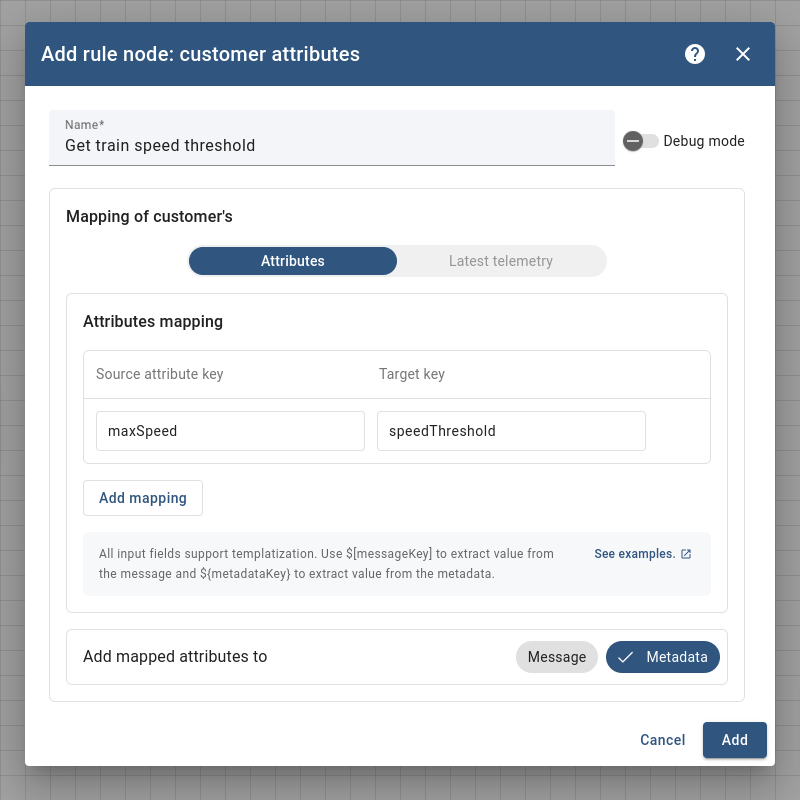 Add rule node: customer attributes
Name*
Get train speed threshold
Debug mode
Mapping of customer's
Attributes
Latest telemetry
Attributes mapping
Source attribute key
Target key
maxSpeed
speedThreshold
Add mapping
All input fields support templatization. Use $[messageKey] to extract value from
the message and ${metadataKey} to extract value from the metadata.
See examples.
Add mapped attributes to
Message
Metadata
Cancel
Add